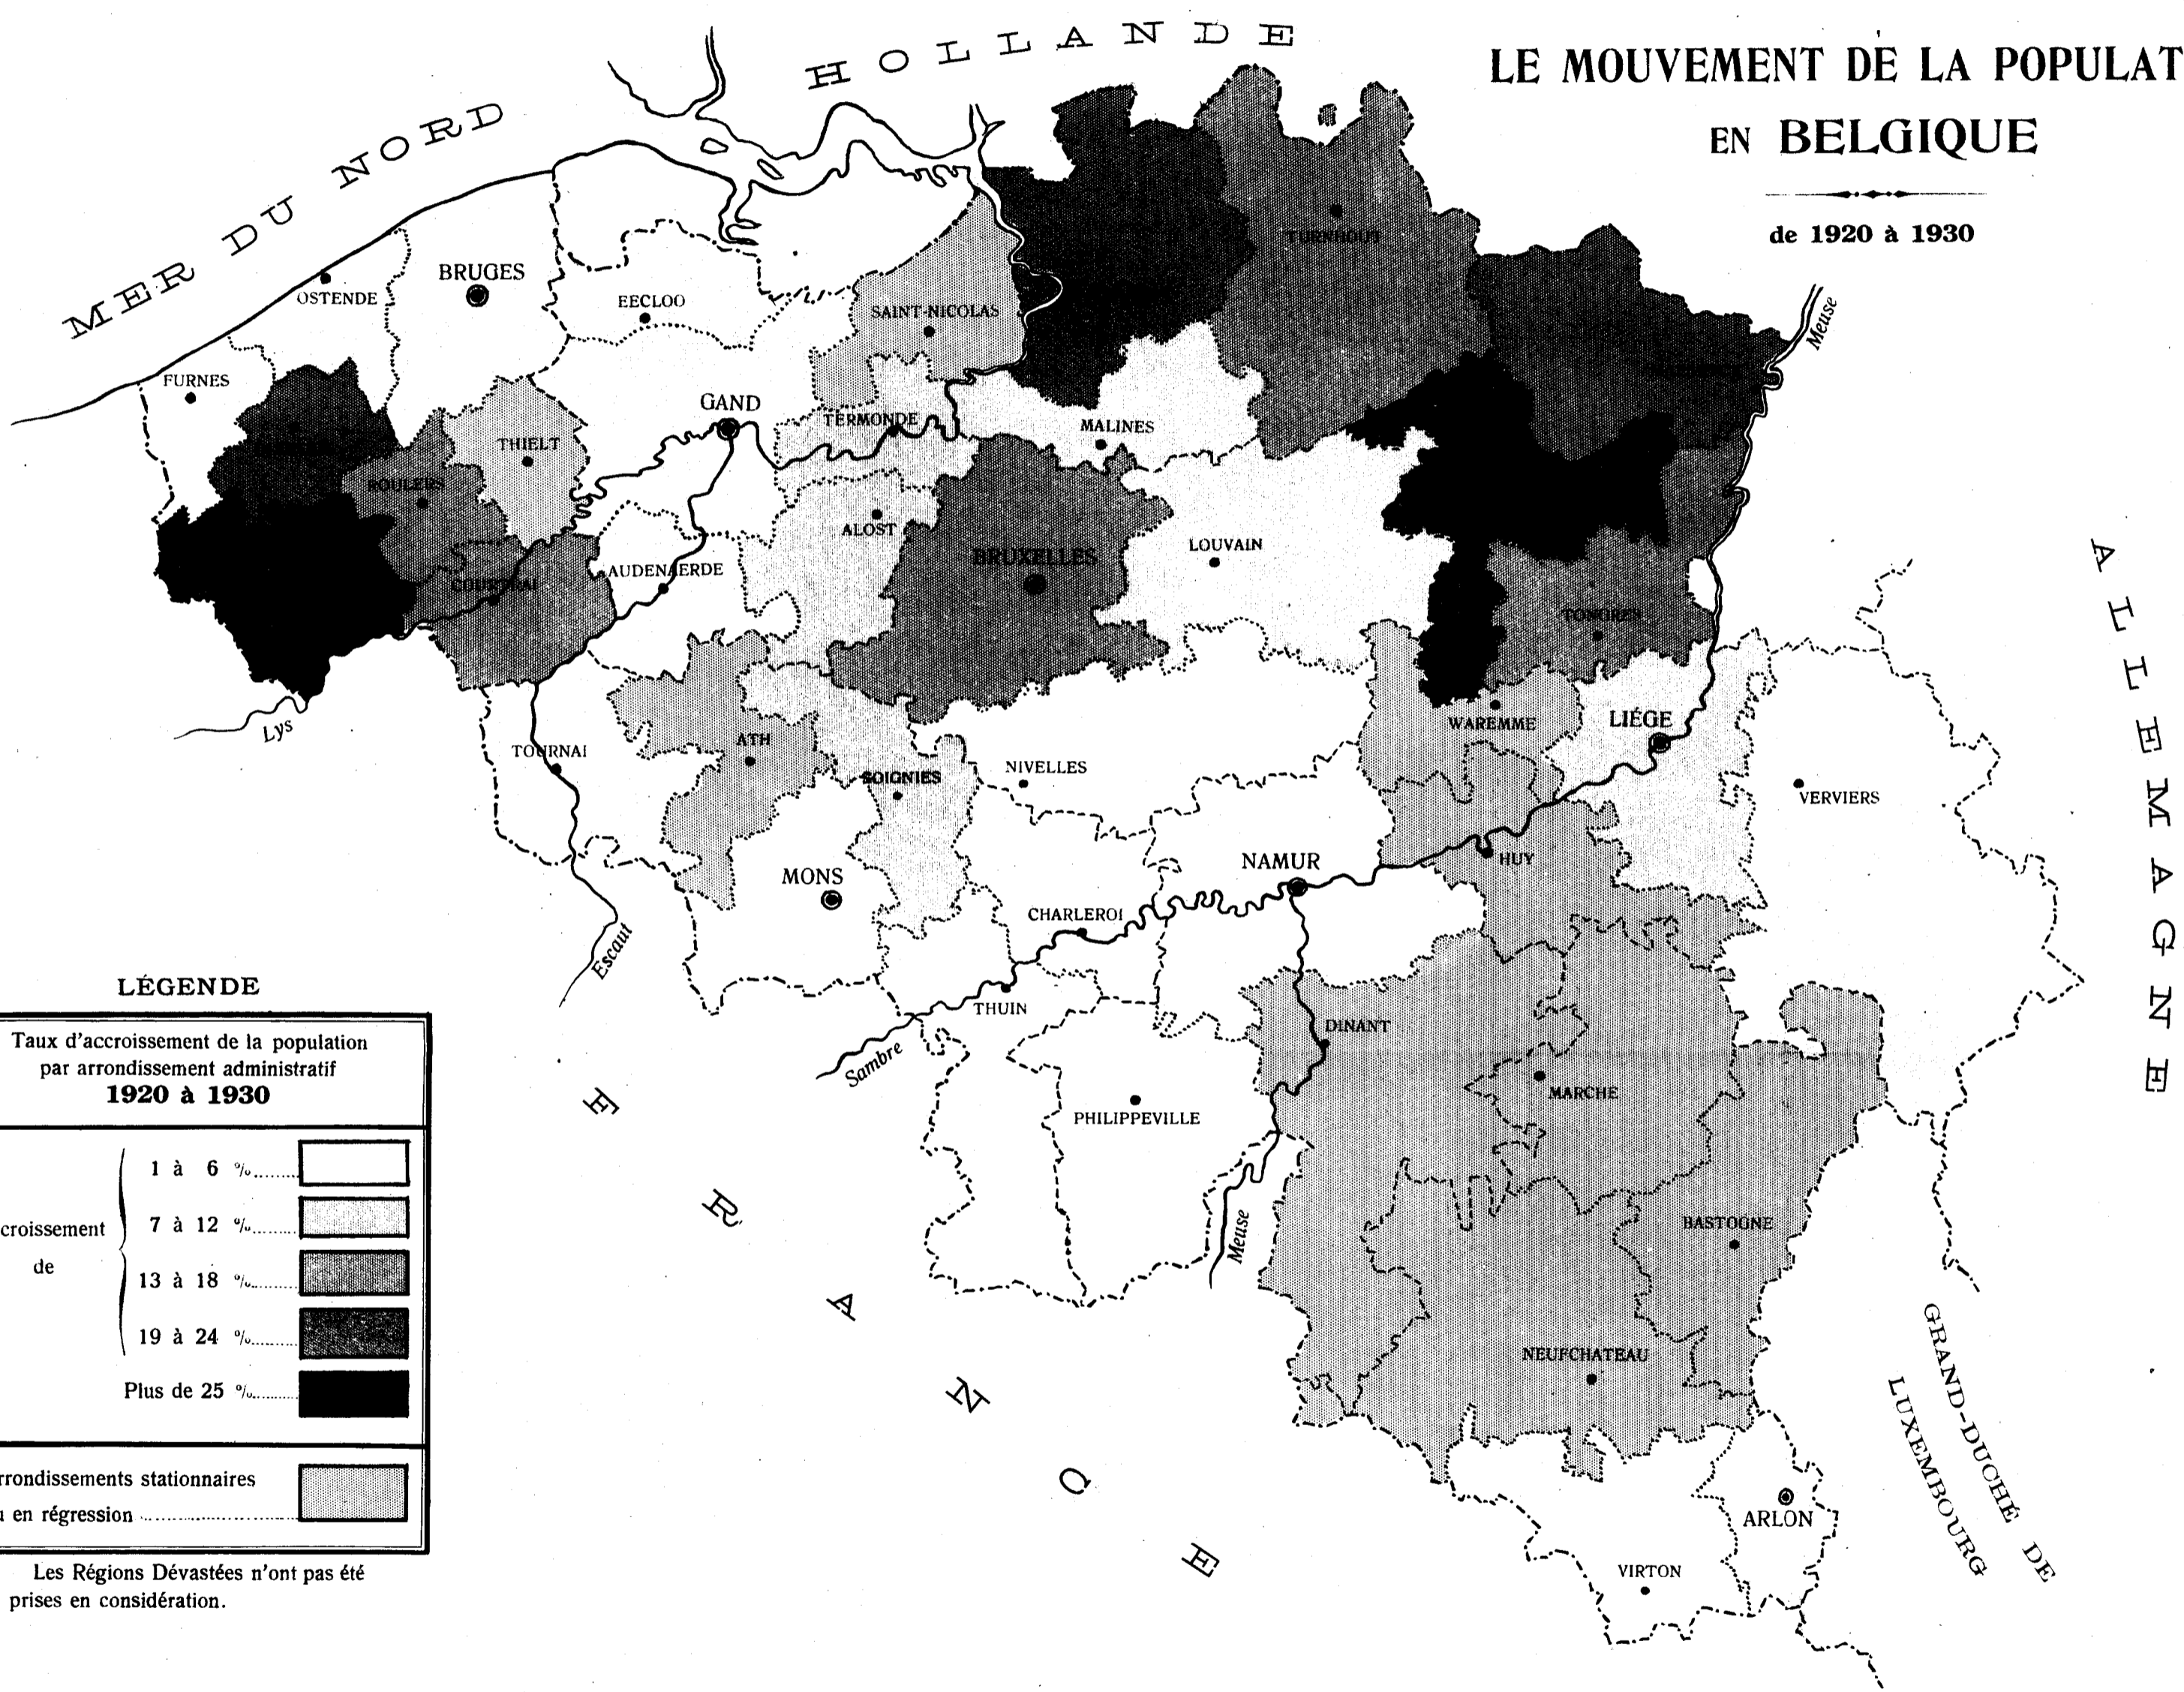 HOLLANDE
LE MOUVEMENT DE LA POPULAT
EN BELGIQUE
de 1920 à 1930
MER DU NORD
TURNHOUT
BRUGES
OSTENDE
EECLOO
SAINT-NICOLAS
Meuse
FURNES
GAND
TERMONDE
MALINES
THIELT
ROULERS
ALOST
LOUVAIN
BRUXELLES
AUDENAERDE
COURTRAI
TONGRES
ALLEMAGNE
Lys
TOURNAI
ATH
WAREMME
LIÉGE
SOIGNIES
NIVELLES
VERVIERS
MONS
NAMUR
HUY
CHARLEROI
Escaut
THUIN
DINANT
Sambre
MARCHE
PHILIPPEVILLE
Meuse
BASTOGNE
NEUFCHATEAU
FRANCE
GRAND-DUCHÉ DE
LUXEMBOURG
ARLON
VIRTON
LÉGENDE
Taux d'accroissement de la population
par arrondissement administratif
1920 à 1930
croissement
de
1 à 6 %
7 à 12 %
13 à 18 %
19 à 24 %
Plus de 25 %
rrondissements stationnaires
en régression
Les Régions Dévastées n'ont pas été
prises en considération.